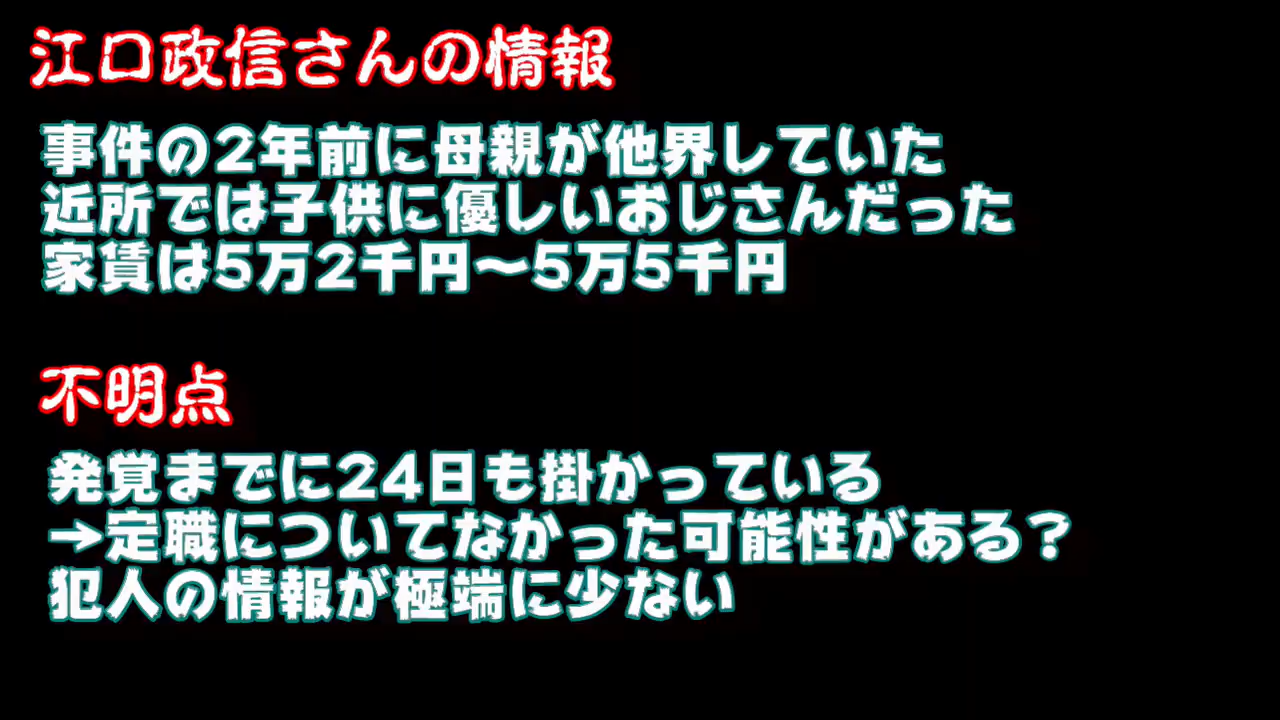 江口政信さんの情報
事件の2年前に母親が他界していた
近所では子供に優しいおじさんだった
家賃は5万2千円～5万5千円
不明点
発覚までに24日も掛かっている
→定職についてなかった可能性がある?
犯人の情報が極端に少ない